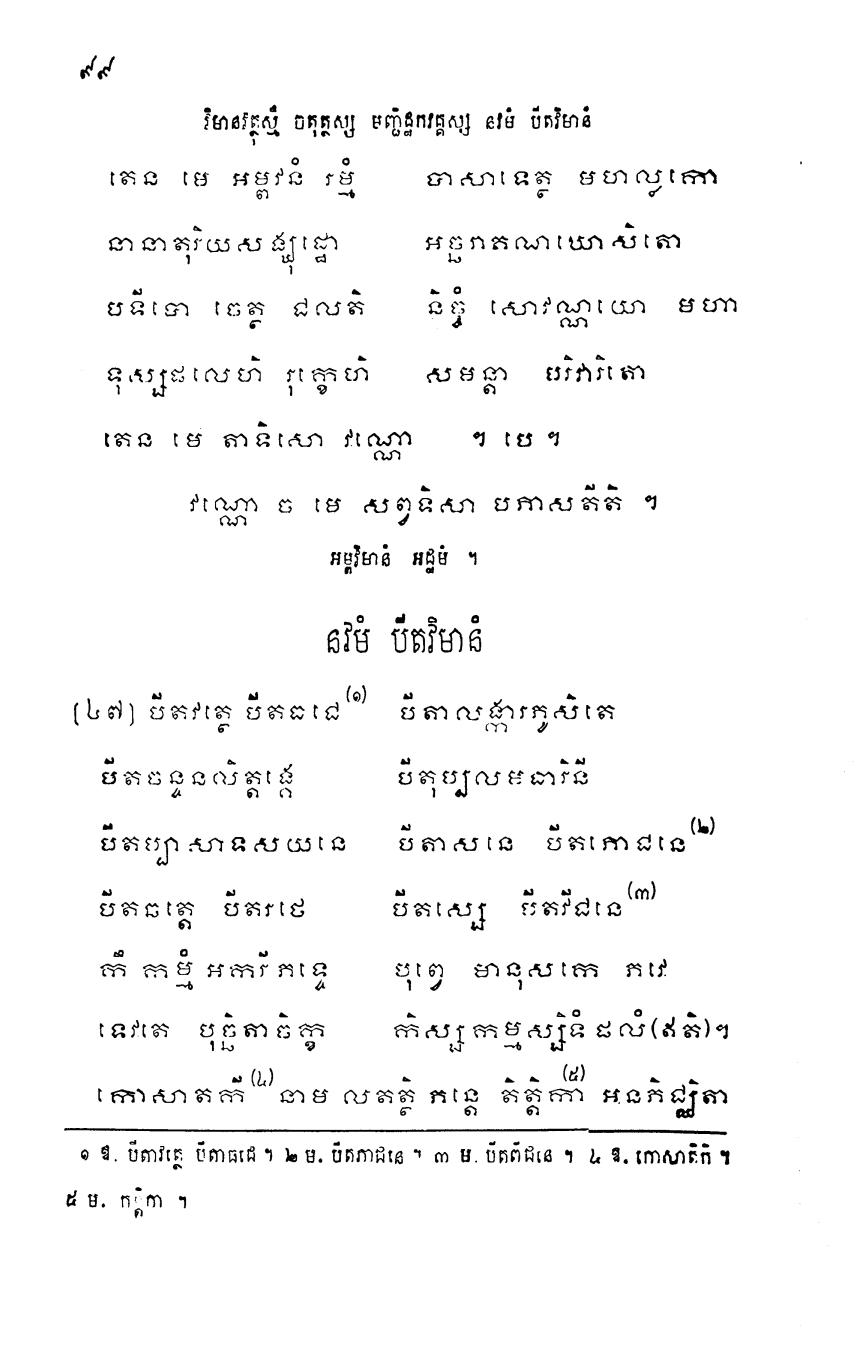 ៩៩
វិមានវត្ថុស្មឹ ចតុត្ថស្ស មញ្ជិដ្ឋកវគ្គស្ស នវមំ បីតវិមានំ
តេន មេ អម្ពវនំ រម្មំ បាសាទេត្ថ មហល្លកោ
នានាតុរិយសង្ឃុដ្ឋោ អច្ឆរាគណឃោសិតោ
បទីបោ ចេត្ថ ជលតិ និច្ចំ សោវណ្ណយោ មហា
ទុស្សផលេហិ រុក្ខេហិ សមន្តា បរិវារិតោ
តេន មេ តាទិសោ វណ្ណោ ។ បេ ។
វណ្ណោ ច មេ សព្វទិសា បភាសតីតិ ។
អម្ពវិមានំ អដ្ឋមំ ។
នវមំ បីតវិមានំ
(៤៧) បីតវត្ថេ បីតធជេ(១) បីតាលង្ការភូសិតេ
បីតចន្ទនលិត្តង្គេ បីតុប្បលមធារិនី
បីតប្បាសាទសយនេ បីតាសនេ បីតភោជនេ(២)
បីតឆត្តេ បីតរថេ បីតស្សេ បីតវីជនេ(៣)
កឹ កម្មំ អករី ភទ្ទេ បុព្វេ មានុសកេ ភវេ
ទេវតេ បុច្ឆិតាចិក្ខ កិស្ស កម្មស្សិទំ ផលំ(ឥតិ)។
កោសាតកី(៤) នាម លតត្ថិ ភន្តេ តិត្តិកា(៥) អនភិជ្ឈិតា
១ ឱ. បីតាវត្ថេ បីតាធជេ ។ ២ ម. បីតភាជនេ ។ ៣ ម. បីតពីជនេ ។ ៤ ឱ. កោសាតិកិ ។
៥ ម.